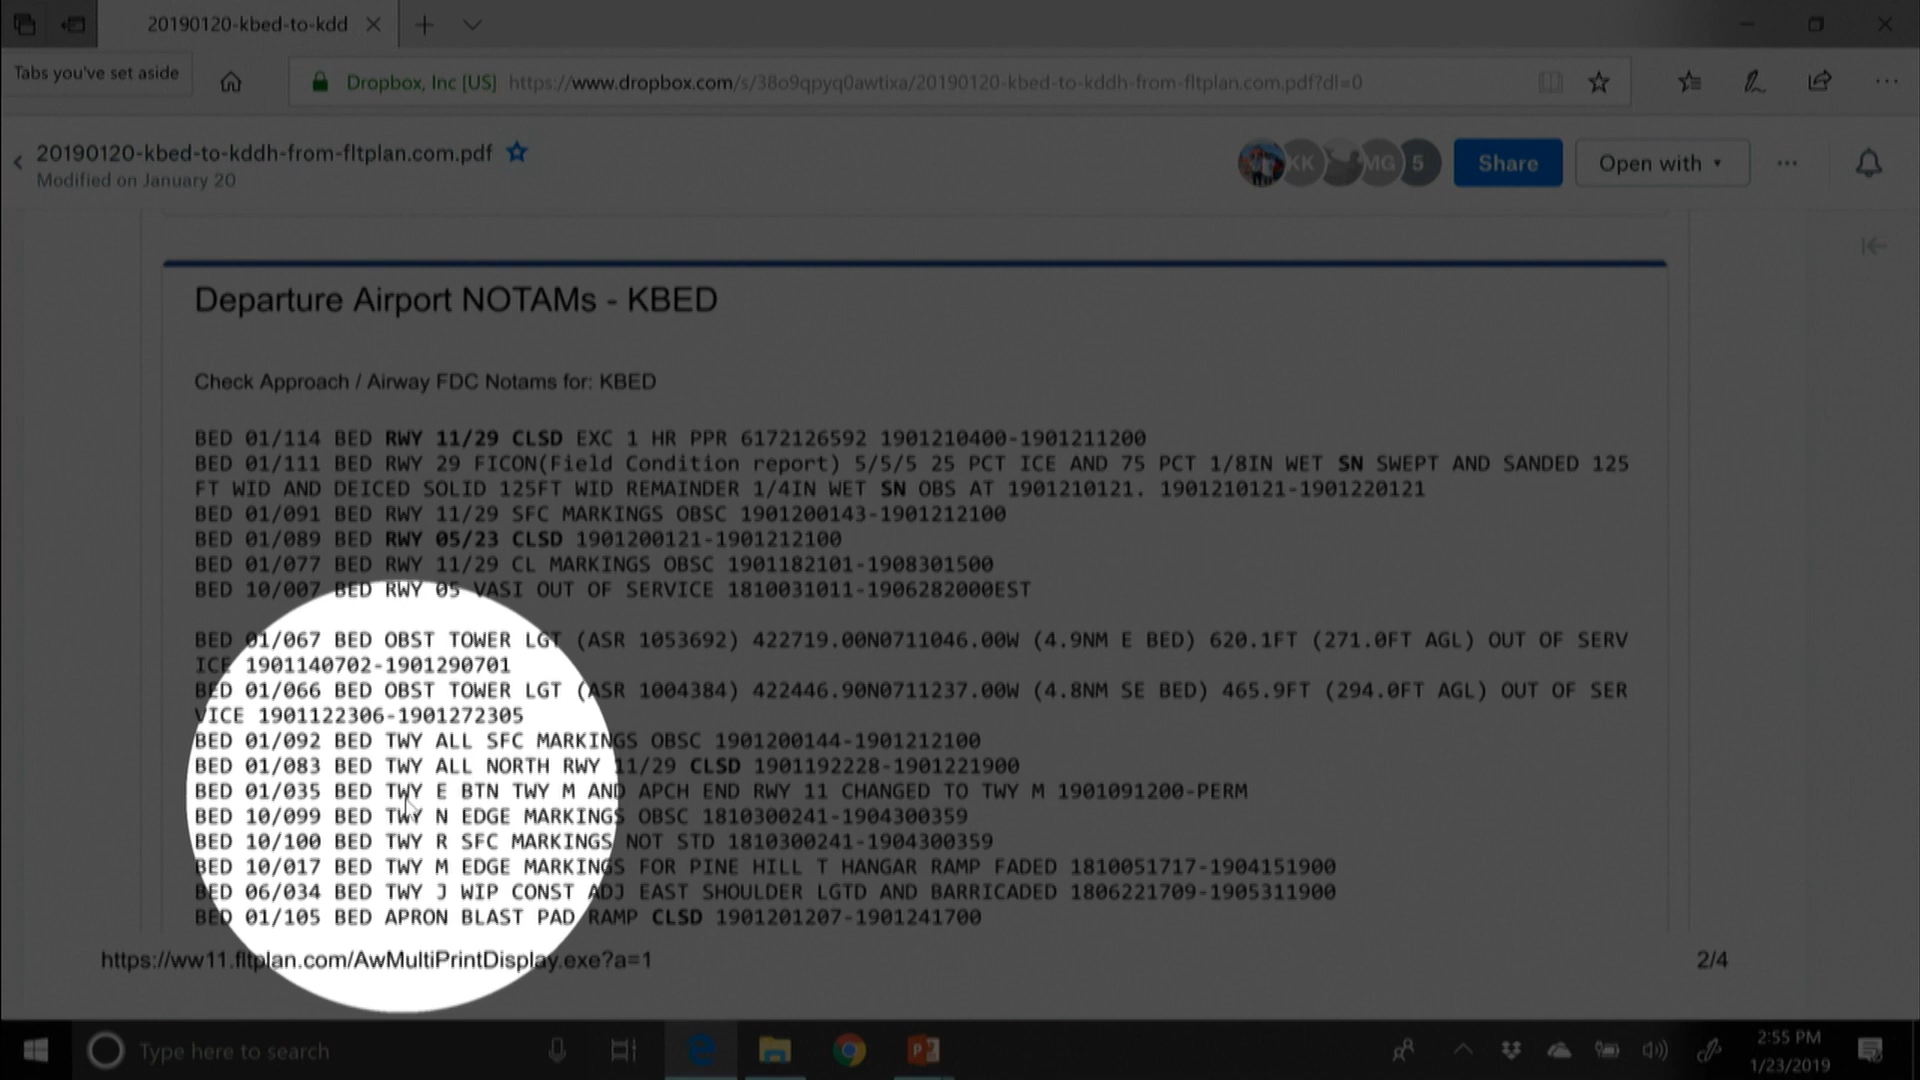 20190120-kbed-to-kdd
Tabs you've set aside
Dropbox, Inc [US] https://www.dropbox.com/s/38o9qpyq0awtixa/20190120-kbed-to-kddh-from-fltplan.com.pdf?dl=0
20190120-kbed-to-kddh-from-fltplan.com.pdf
KK MG 5 Share Open with
Modified on January 20
Departure Airport NOTAMs - KBED
Check Approach / Airway FDC Notams for: KBED
BED 01/114 BED RWY 11/29 CLSD EXC 1 HR PPR 6172126592 1901210400-1901211200
BED 01/111 BED RWY 29 FICON(Field Condition report) 5/5/5 25 PCT ICE AND 75 PCT 1/8IN WET SN SWEPT AND SANDED 125
FT WID AND DEICED SOLID 125FT WID REMAINDER 1/4IN WET SN OBS AT 1901210121. 1901210121-1901220121
BED 01/091 BED RWY 11/29 SFC MARKINGS OBSC 1901200143-1901212100
BED 01/089 BED RWY 05/23 CLSD 1901200121-1901212100
BED 01/077 BED RWY 11/29 CL MARKINGS OBSC 1901182101-1908301500
BED 10/007 BED RWY 05 VASI OUT OF SERVICE 1810031011-1906282000EST
BED 01/067 BED OBST TOWER LGT (ASR 1053692) 422719.00N0711046.00W (4.9NM E BED) 620.1FT (271.0FT AGL) OUT OF SERV
ICE 1901140702-1901290701
BED 01/066 BED OBST TOWER LGT (ASR 1004384) 422446.90N0711237.00W (4.8NM SE BED) 465.9FT (294.0FT AGL) OUT OF SER
VICE 1901122306-1901272305
BED 01/092 BED TWY ALL SFC MARKINGS OBSC 1901200144-1901212100
BED 01/083 BED TWY ALL NORTH RWY 11/29 CLSD 1901192228-1901221900
BED 01/035 BED TWY E BTN TWY M AND APCH END RWY 11 CHANGED TO TWY M 1901091200-PERM
BED 10/099 BED TWY N EDGE MARKINGS OBSC 1810300241-1904300359
BED 10/100 BED TWY R SFC MARKINGS NOT STD 1810300241-1904300359
BED 10/017 BED TWY M EDGE MARKINGS FOR PINE HILL T HANGAR RAMP FADED 1810051717-1904151900
BED 06/034 BED TWY J WIP CONST ADJ EAST SHOULDER LGTD AND BARRICADED 1806221709-1905311900
BED 01/105 BED APRON BLAST PAD RAMP CLSD 1901201207-1901241700
https://ww11.fltplan.com/AwMultiPrintDisplay.exe?a=1 2/4
Type here to search
2:55 PM
1/23/2019